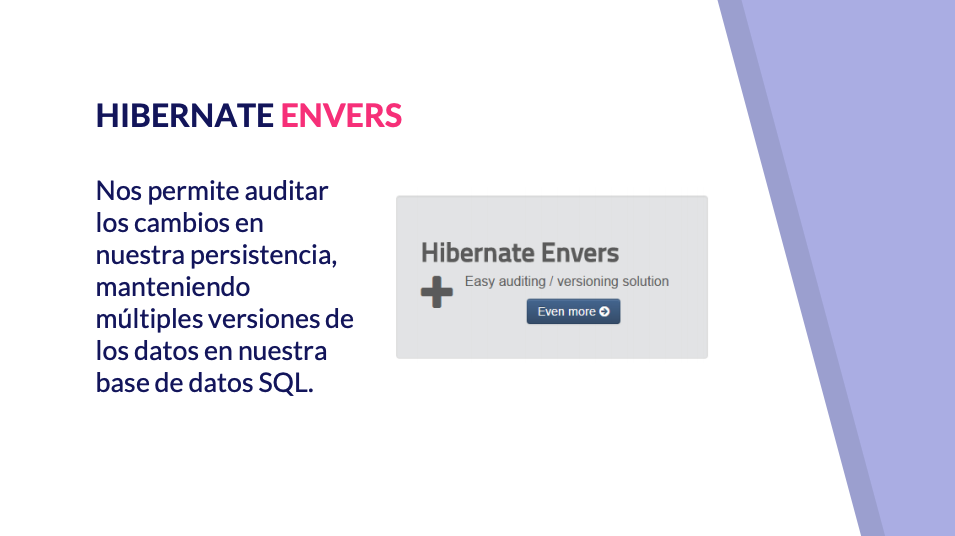 HIBERNATE ENVERS
Nos permite auditar
los cambios en
nuestra persistencia,
manteniendo
múltiples versiones de
los datos en nuestra
base de datos SQL.
Hibernate Envers
Easy auditing / versioning solution
Even more